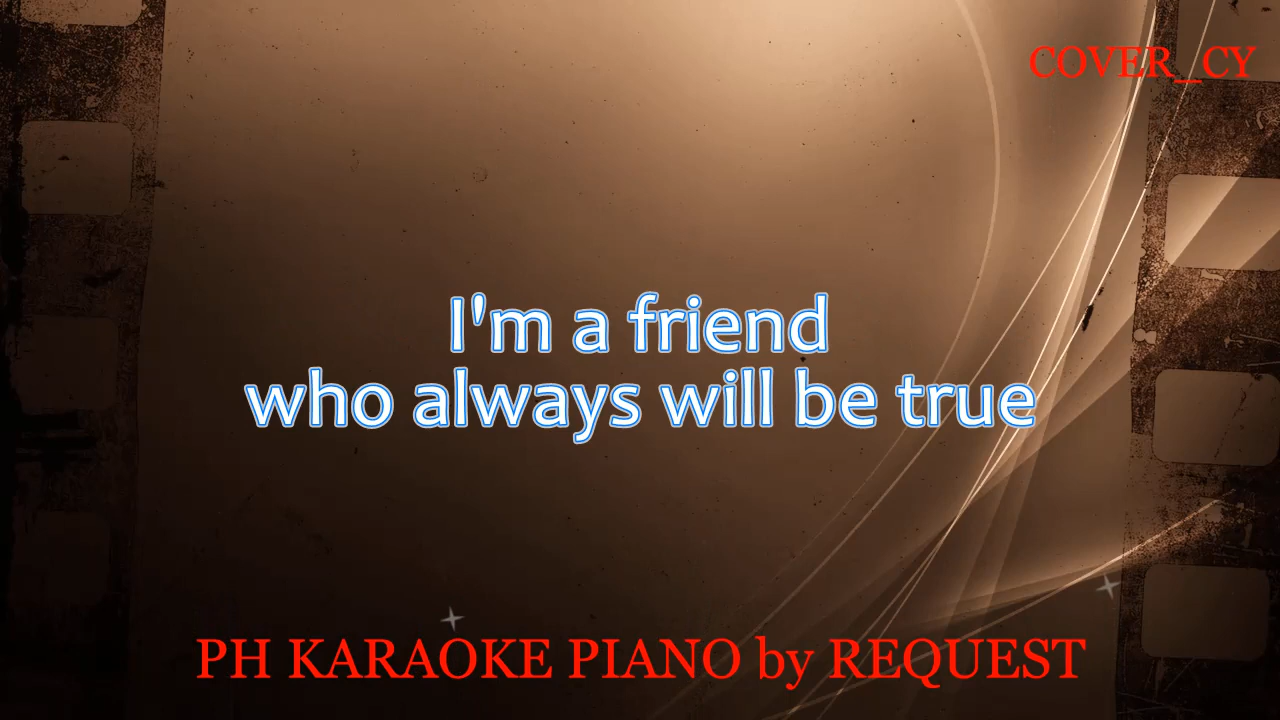 COVER_CY
I'm a friend
who always will be true
PH KARAOKE PIANO by REQUEST